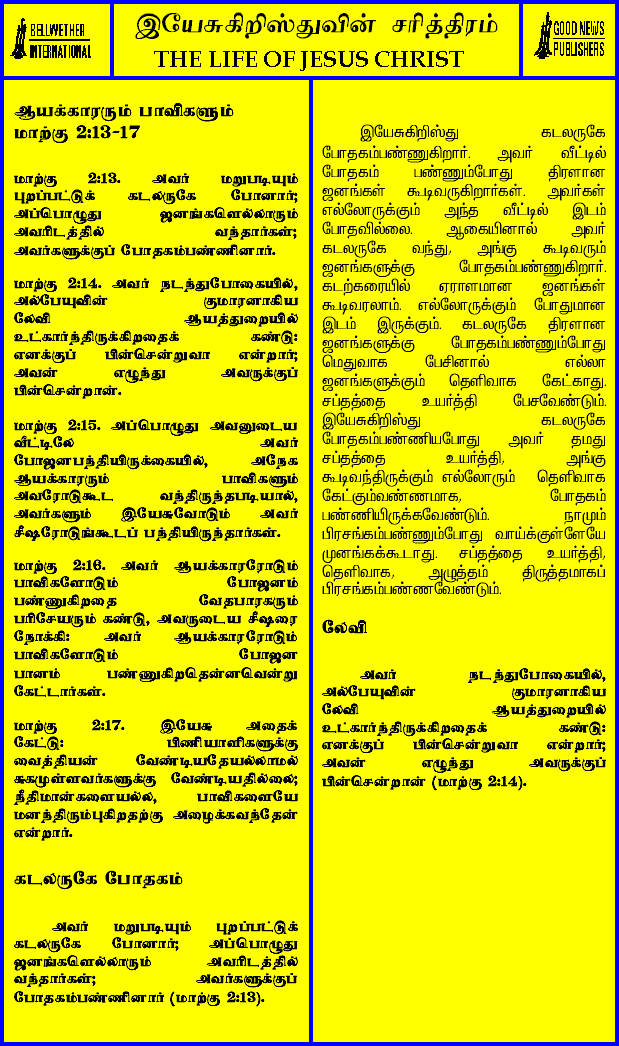 BELLWETHER
INTERNATIONAL
இயேசுகிறிஸ்துவின் சரித்திரம்
THE LIFE OF JESUS CHRIST
GOOD NEWS
PUBLISHERS
ஆயக்காரரும் பாவிகளும்
மாற்கு 2:13-17
மாற்கு 2:13. அவர் மறுபடியும்
புறப்பட்டுக் கடலருகே போனார்;
அப்பொழுது ஜனங்களெல்லாரும்
அவரிடத்தில் வந்தார்கள்;
அவர்களுக்குப் போதகம்பண்ணினார்.
மாற்கு 2:14. அவர் நடந்துபோகையில்,
அல்பேயுவின் குமாரனாகிய
லேவி ஆயத்துறையில்
உட்கார்ந்திருக்கிறதைக் கண்டு:
எனக்குப் பின்சென்றுவா என்றார்;
அவன் எழுந்து அவருக்குப்
பின்சென்றான்.
மாற்கு 2:15. அப்பொழுது அவனுடைய
வீட்டிலே அவர்
போஜனபந்தியிருக்கையில், அநேக
ஆயக்காரரும் பாவிகளும்
அவரோடுகூட வந்திருந்தபடியால்,
அவர்களும் இயேசுவோடும் அவர்
சீஷரோடுங்கூடப் பந்தியிருந்தார்கள்.
மாற்கு 2:16. அவர் ஆயக்காரரோடும்
பாவிகளோடும் போஜனம்
பண்ணுகிறதை வேதபாரகரும்
பரிசேயரும் கண்டு, அவருடைய சீஷரை
நோக்கி: அவர் ஆயக்காரரோடும்
பாவிகளோடும் போஜன
பானம் பண்ணுகிறதென்னவென்று
கேட்டார்கள்.
மாற்கு 2:17. இயேசு அதைக்
கேட்டு: பிணியாளிகளுக்கு
வைத்தியன் வேண்டியதேயல்லாமல்
சுகமுள்ளவர்களுக்கு வேண்டியதில்லை;
நீதிமான்களையல்ல, பாவிகளையே
மனந்திரும்புகிறதற்கு அழைக்கவந்தேன்
என்றார்.
கடலருகே போதகம்
அவர் மறுபடியும் புறப்பட்டுக்
கடலருகே போனார்; அப்பொழுது
ஜனங்களெல்லாரும் அவரிடத்தில்
வந்தார்கள்; அவர்களுக்குப்
போதகம்பண்ணினார் (மாற்கு 2:13).
இயேசுகிறிஸ்து கடலருகே
போதகம்பண்ணுகிறார். அவர் வீட்டில்
போதகம் பண்ணும்போது திரளான
ஜனங்கள் கூடிவருகிறார்கள். அவர்கள்
எல்லோருக்கும் அந்த வீட்டில் இடம்
போதவில்லை. ஆகையினால் அவர்
கடலருகே வந்து, அங்கு கூடிவரும்
ஜனங்களுக்கு போதகம்பண்ணுகிறார்.
கடற்கரையில் ஏராளமான ஜனங்கள்
கூடிவரலாம். எல்லோருக்கும் போதுமான
இடம் இருக்கும். கடலருகே திரளான
ஜனங்களுக்கு போதகம்பண்ணும்போது
மெதுவாக பேசினால் எல்லா
ஜனங்களுக்கும் தெளிவாக கேட்காது.
சப்தத்தை உயர்த்தி பேசவேண்டும்.
இயேசுகிறிஸ்து கடலருகே
போதகம்பண்ணியபோது அவர் தமது
சப்தத்தை உயர்த்தி, அங்கு
கூடிவந்திருக்கும் எல்லோரும் தெளிவாக
கேட்கும்வண்ணமாக, போதகம்
பண்ணியிருக்கவேண்டும். நாமும்
பிரசங்கம்பண்ணும்போது வாய்க்குள்ளேயே
முனங்கக்கூடாது. சப்தத்தை உயர்த்தி,
தெளிவாக, அழுத்தம் திருத்தமாகப்
பிரசங்கம்பண்ணவேண்டும்.
லேவி
அவர் நடந்துபோகையில்,
அல்பேயுவின் குமாரனாகிய
லேவி ஆயத்துறையில்
உட்கார்ந்திருக்கிறதைக் கண்டு:
எனக்குப் பின்சென்றுவா என்றார்;
அவன் எழுந்து அவருக்குப்
பின்சென்றான் (மாற்கு 2:14).